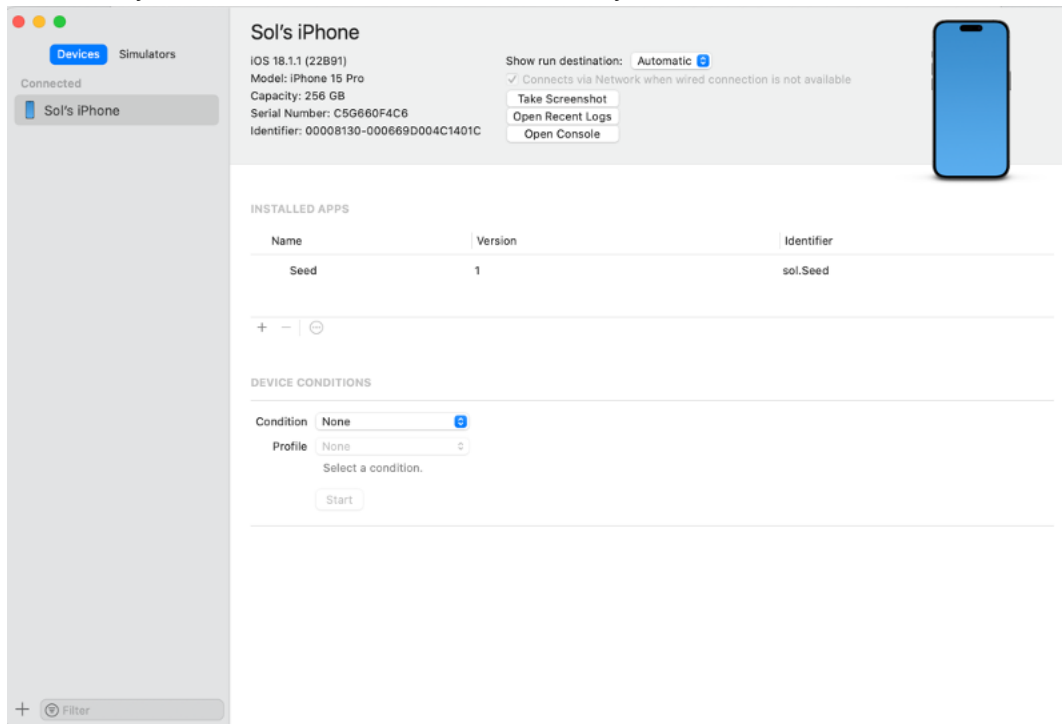 Devices Simulators
Connected
Sol's iPhone
Filter
Sol's iPhone
iOS 18.1.1 (22B91)
Model: iPhone 15 Pro
Capacity: 256 GB
Serial Number: C5G660F4C6
Identifier: 00008130-000669D004C1401C
Show run destination: Automatic
Connects via Network when wired connection is not available
Take Screenshot
Open Recent Logs
Open Console
INSTALLED APPS
Name Version Identifier
Seed 1 sol.Seed
DEVICE CONDITIONS
Condition None
Profile None
Select a condition.
Start